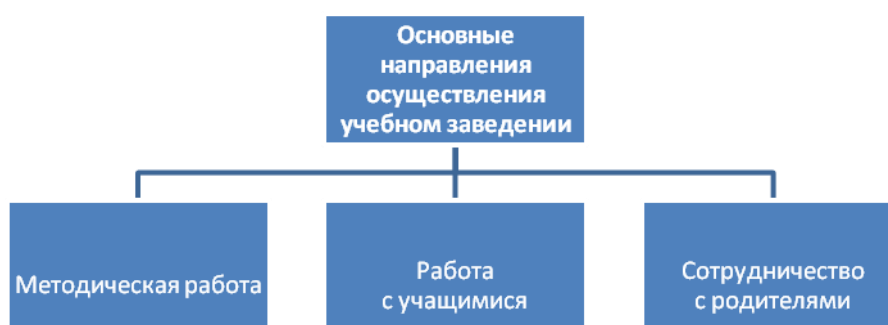 Основные
направления
осуществления
учебном заведении
Методическая работа
Работа
с учащимися
Сотрудничество
с родителями